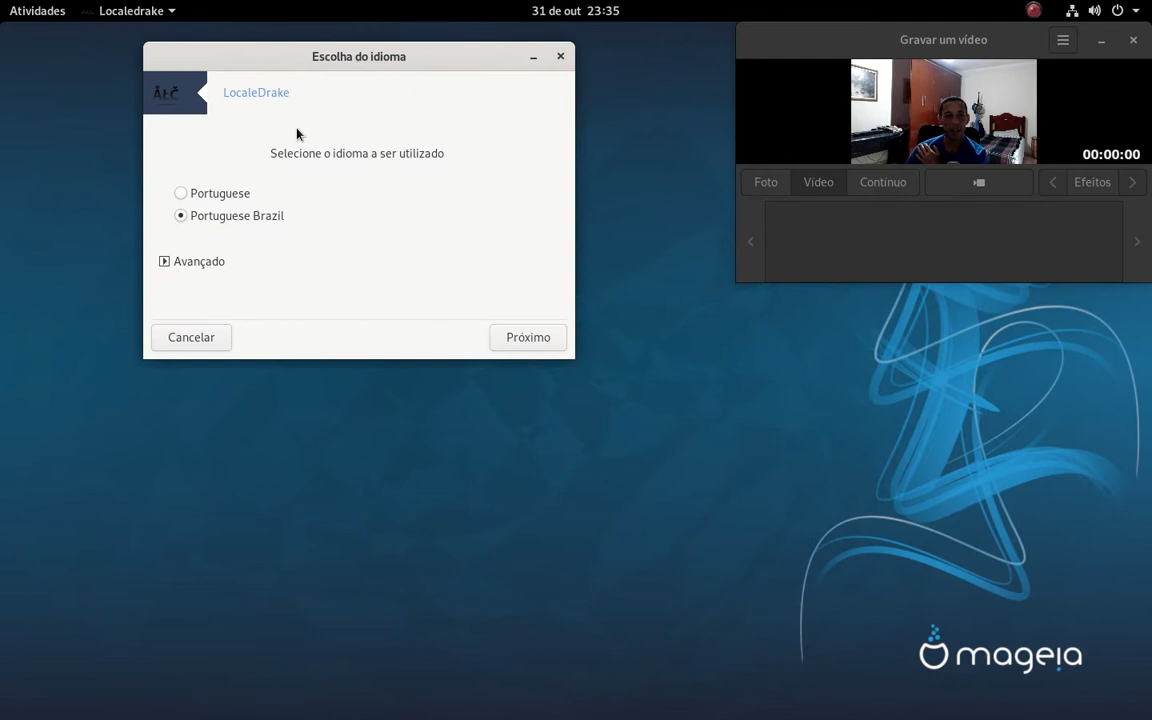 Atividades
Localedrake
31 de out 23:35
Escolha do idioma
LocaleDrake
Selecione o idioma a ser utilizado
Portuguese
Portuguese Brazil
Avançado
Cancelar
Próximo
Gravar um vídeo
00:00:00
Foto
Vídeo
Contínuo
Efeitos
mageia